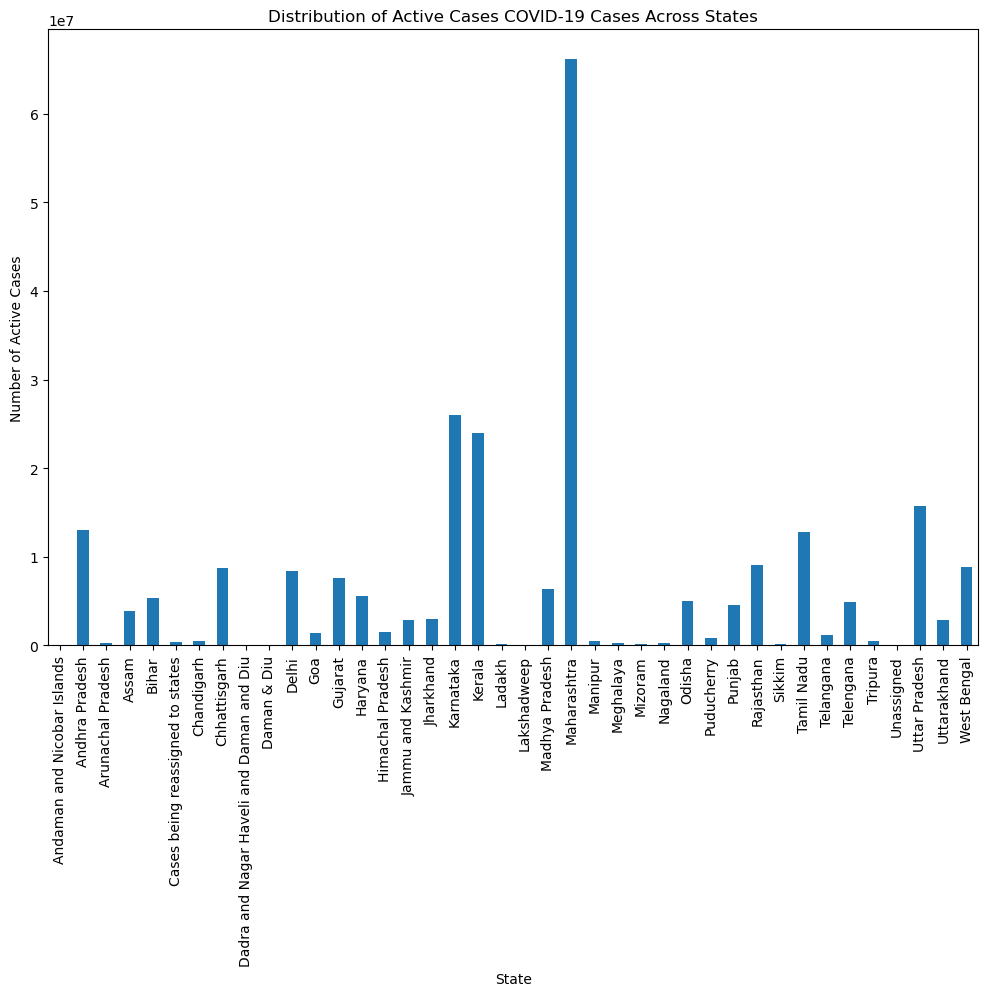 Distribution of Active Cases COVID-19 Cases Across States
1e7
Number of Active Cases
6
5
4
3
2
1
0
Andaman and Nicobar Islands
Andhra Pradesh
Arunachal Pradesh
Assam
Bihar
Cases being reassigned to states
Chandigarh
Chhattisgarh
Dadra and Nagar Haveli and Daman and Diu
Daman & Diu
Delhi
Goa
Gujarat
Haryana
Himachal Pradesh
Jammu and Kashmir
Jharkhand
Karnataka
Kerala
Ladakh
Lakshadweep
Madhya Pradesh
Maharashtra
Manipur
Meghalaya
Mizoram
Nagaland
Odisha
Puducherry
Punjab
Rajasthan
Sikkim
Tamil Nadu
Telangana
Telengana
Tripura
Unassigned
Uttar Pradesh
Uttarakhand
West Bengal
State